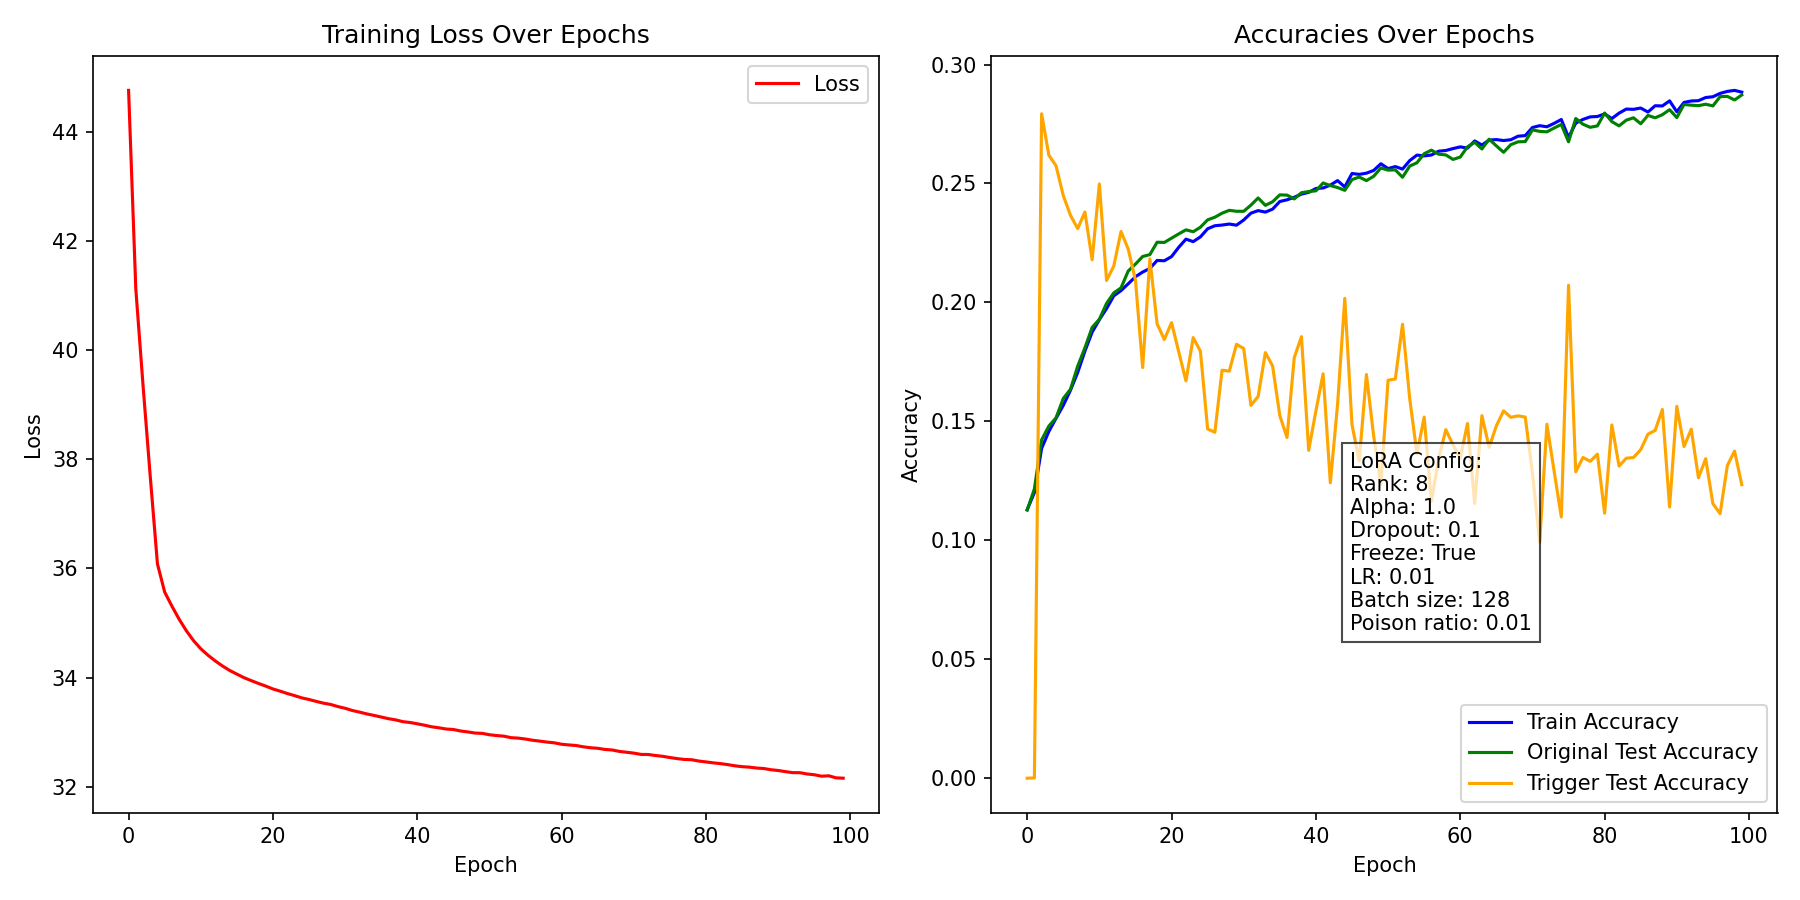 Training Loss Over Epochs
Loss
44
42
40
38
36
34
32
Loss
0
20
40
60
80
100
Epoch
Accuracies Over Epochs
0.30
0.25
0.20
0.15
0.10
0.05
0.00
Accuracy
LoRA Config:
Rank: 8
Alpha: 1.0
Dropout: 0.1
Freeze: True
LR: 0.01
Batch size: 128
Poison ratio: 0.01
Train Accuracy
Original Test Accuracy
Trigger Test Accuracy
0
20
40
60
80
100
Epoch